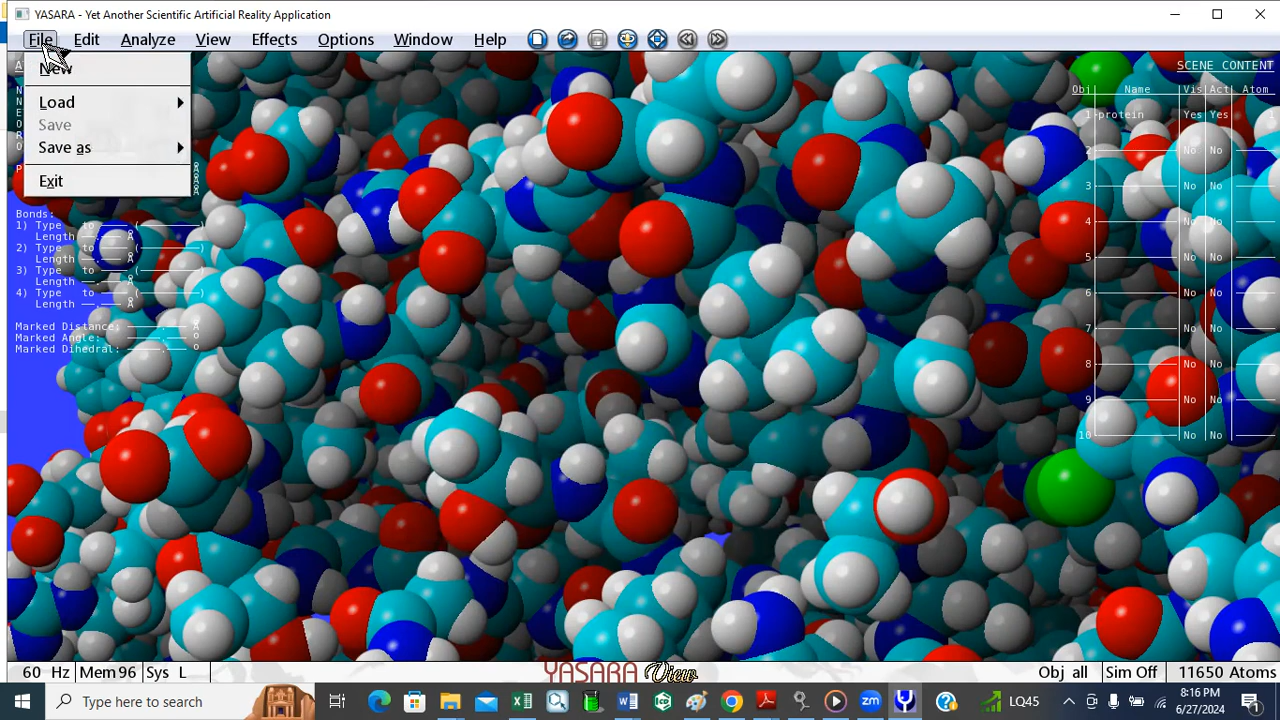 YASARA - Yet Another Scientific Artificial Reality Application
File Edit Analyze View Effects Options Window Help
New
Load
Save
Save as
Exit
Bonds:
1) Type to (
Length Å
2) Type to (
Length Å
3) Type to (
Length Å
4) Type to (
Length Å
Marked Distance: . Å
Marked Angle: . °
Marked Dihedral: . °
SCENE CONTENT
Obj Name Vis Act Atom
1 protein Yes Yes 1
2 No No
3 No No
4 No No
5 No No
6 No No
7 No No
8 No No
9 No No
10 No No
60 Hz Mem 96 Sys L YASARA View Obj all Sim Off 11650 Atoms
Type here to search
LQ45
8:16 PM
6/27/2024